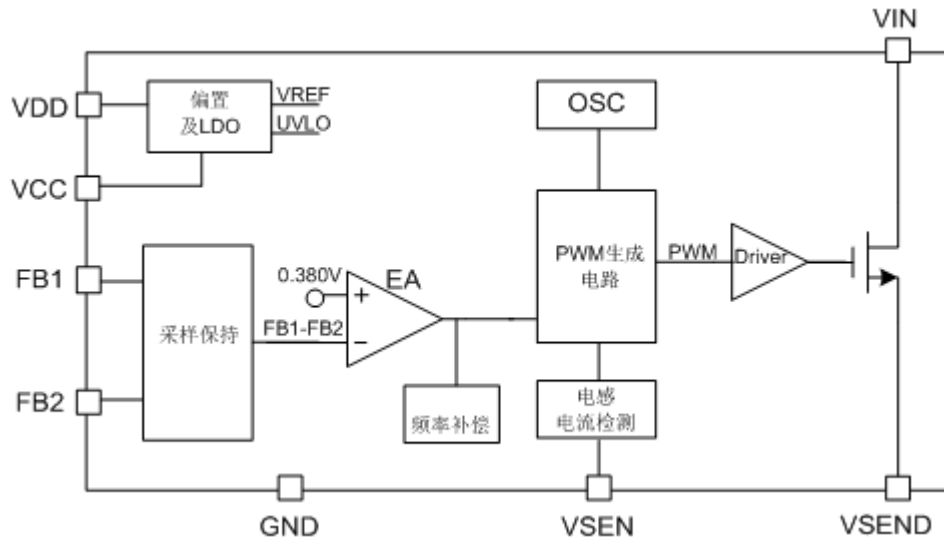 VIN
VDD
偏置
及LDO
VREF
UVLO
OSC
VCC
PWM生成
电路
PWM
Driver
FB1
0.380V
EA
+
采样保持
FB1-FB2
−
FB2
频率补偿
电感
电流检测
GND
VSEN
VSEND